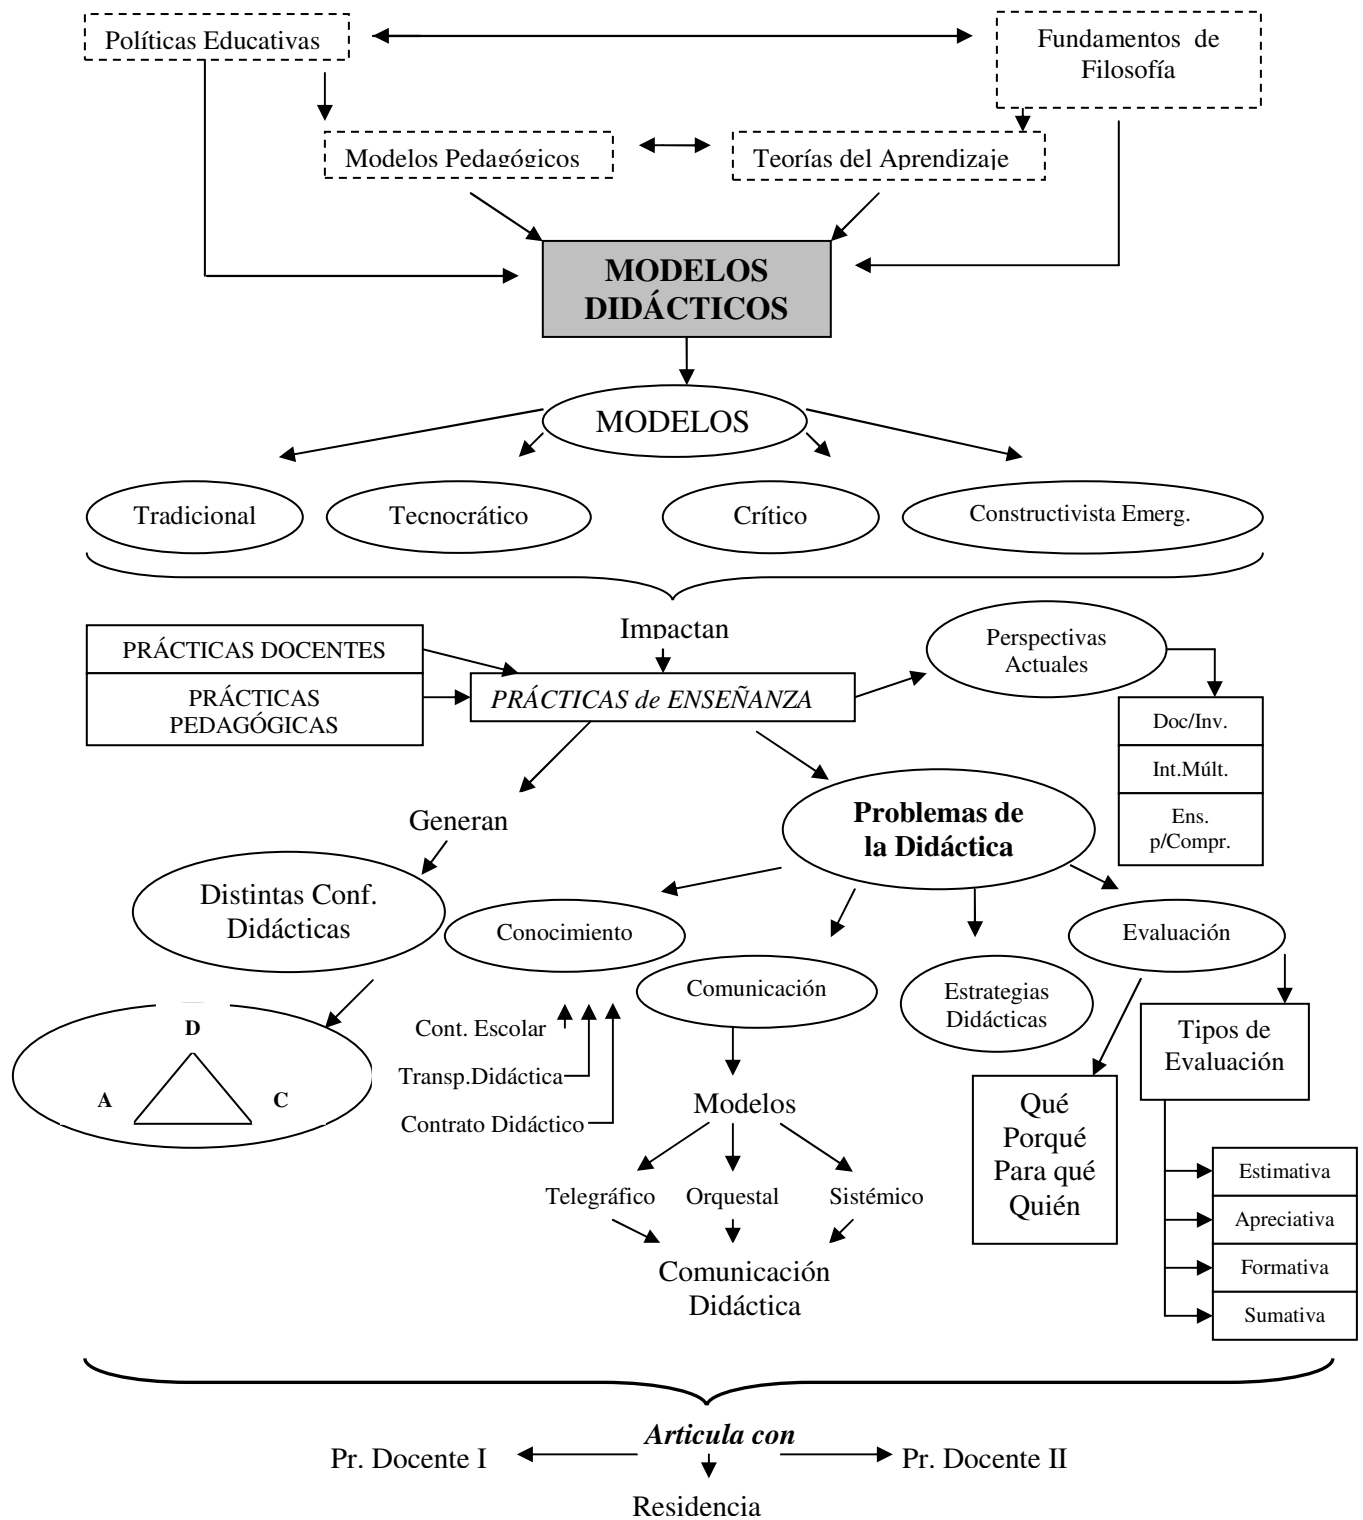 Políticas Educativas
Fundamentos de
Filosofía
Modelos Pedagógicos
Teorías del Aprendizaje
MODELOS
DIDÁCTICOS
MODELOS
Tradicional
Tecnocrático
Crítico
Constructivista Emerg.
Impactan
PRÁCTICAS DOCENTES
PRÁCTICAS
PEDAGÓGICAS
PRÁCTICAS de ENSEÑANZA
Perspectivas
Actuales
Doc/Inv.
Int.Múlt.
Ens.
p/Compr.
Generan
Problemas de
la Didáctica
Distintas Conf.
Didácticas
Conocimiento
Comunicación
Estrategias
Didácticas
Evaluación
D
A
C
Cont. Escolar
Transp.Didáctica
Contrato Didáctico
Modelos
Telegráfico
Orquestal
Sistémico
Comunicación
Didáctica
Qué
Porqué
Para qué
Quién
Tipos de
Evaluación
Estimativa
Apreciativa
Formativa
Sumativa
Articula con
Pr. Docente I
Pr. Docente II
Residencia